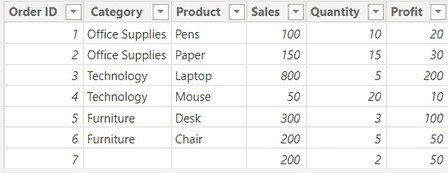 Order ID Category Product Sales Quantity Profit
1 Office Supplies Pens 100 10 20
2 Office Supplies Paper 150 15 30
3 Technology Laptop 800 5 200
4 Technology Mouse 50 20 10
5 Furniture Desk 300 3 100
6 Furniture Chair 200 5 50
7 200 2 50